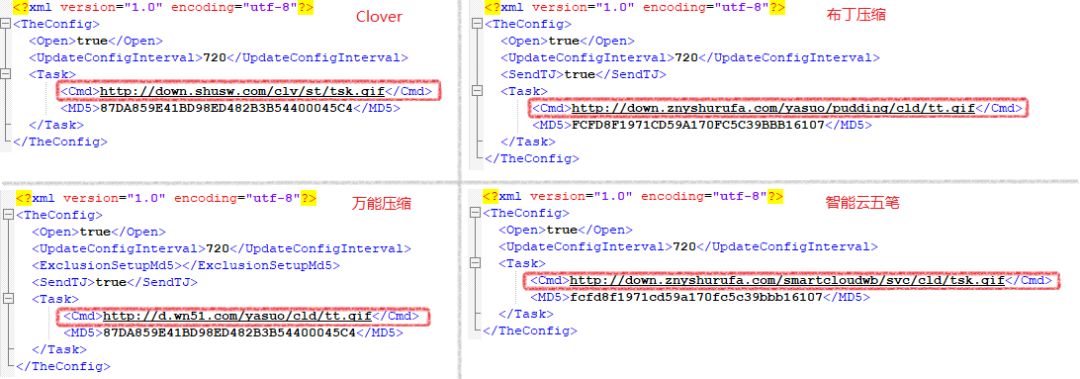 Clover
<?xml version="1.0" encoding="utf-8"?>
<TheConfig>
<Open>true</Open>
<UpdateConfigInterval>720</UpdateConfigInterval>
<Task>
<Cmd>http://down.shusw.com/clv/st/tsk.gif</Cmd>
<MD5>87DA859E41BD98ED482B3B54400045C4</MD5>
</Task>
</TheConfig>
布丁压缩
<?xml version="1.0" encoding="utf-8"?>
<TheConfig>
<Open>true</Open>
<UpdateConfigInterval>720</UpdateConfigInterval>
<SendTJ>true</SendTJ>
<Task>
<Cmd>http://down.znyshurufa.com/yasuo/pudding/cld/tt.gif</Cmd>
<MD5>FCFD8F1971CD59A170FC5C39BBB16107</MD5>
</Task>
</TheConfig>
万能压缩
<?xml version="1.0" encoding="utf-8"?>
<TheConfig>
<Open>true</Open>
<UpdateConfigInterval>720</UpdateConfigInterval>
<ExclusionSetupMd5></ExclusionSetupMd5>
<SendTJ>true</SendTJ>
<Task>
<Cmd>http://d.wn51.com/yasuo/cld/tt.gif</Cmd>
<MD5>87DA859E41BD98ED482B3B54400045C4</MD5>
</Task>
</TheConfig>
智能云五笔
<?xml version="1.0" encoding="utf-8"?>
<TheConfig>
<Open>true</Open>
<UpdateConfigInterval>720</UpdateConfigInterval>
<Task>
<Cmd>http://down.znyshurufa.com/smartcloudwb/svc/cld/tsk.gif</Cmd>
<MD5>fcfd8f1971cd59a170fc5c39bbb16107</MD5>
</Task>
</TheConfig>